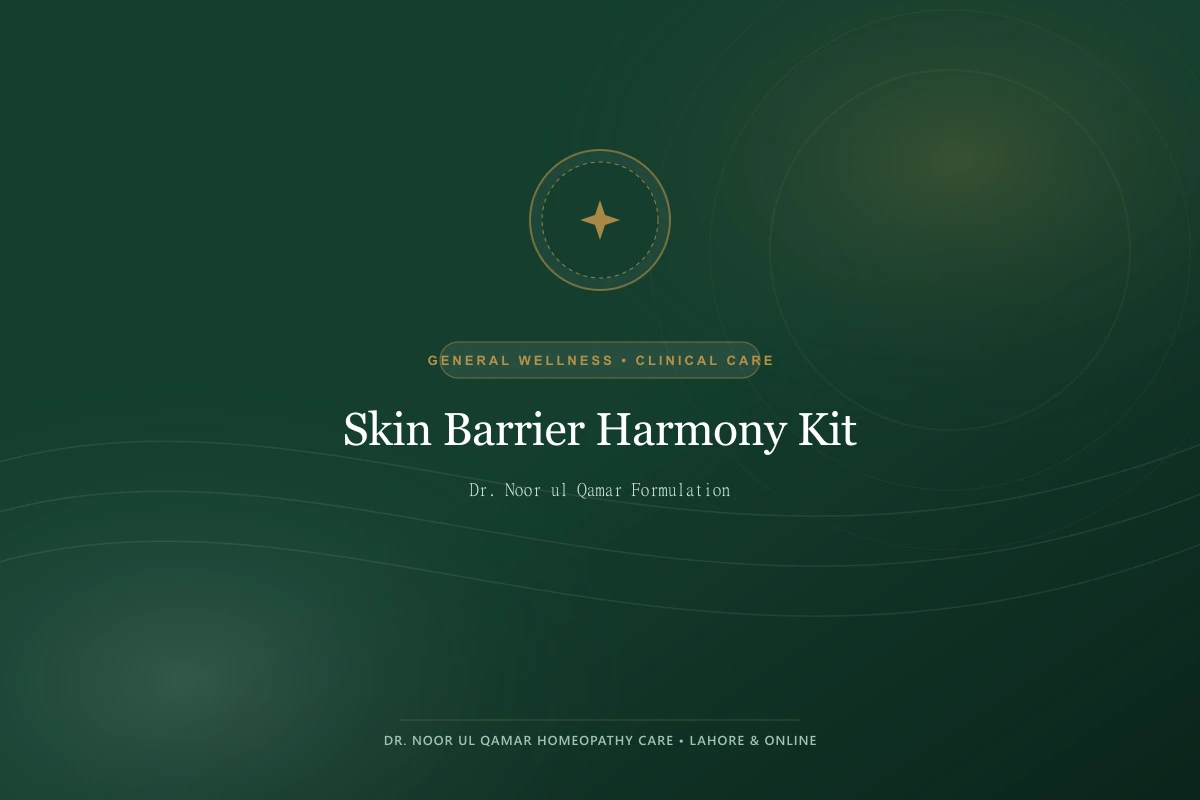 GENERAL WELLNESS • CLINICAL CARE
Skin Barrier Harmony Kit
Dr. Noor ul Qamar Formulation
DR. NOOR UL QAMAR HOMEOPATHY CARE • LAHORE & ONLINE